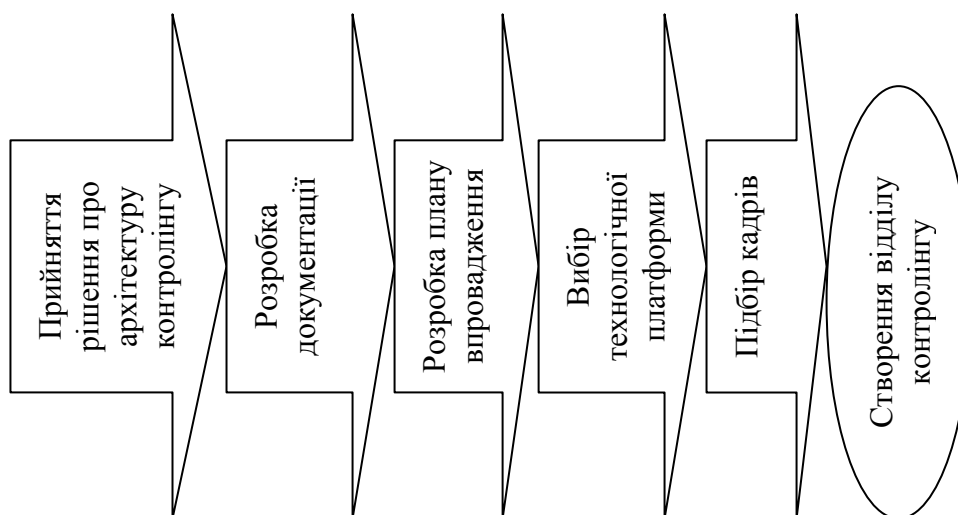 Прийняття
рішення про
архітектуру
контролінгу
Розробка
документації
Розробка плану
впровадження
Вибір
технологічної
платформи
Підбір кадрів
Створення відділу
контролінгу